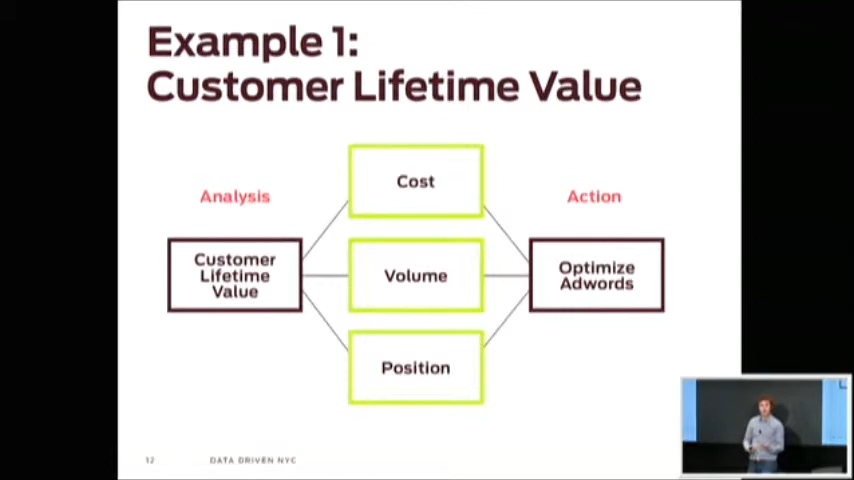 Example 1:
Customer Lifetime Value
Analysis
Action
Cost
Customer
Lifetime
Value
Volume
Optimize
Adwords
Position
12
DATA DRIVEN NYC